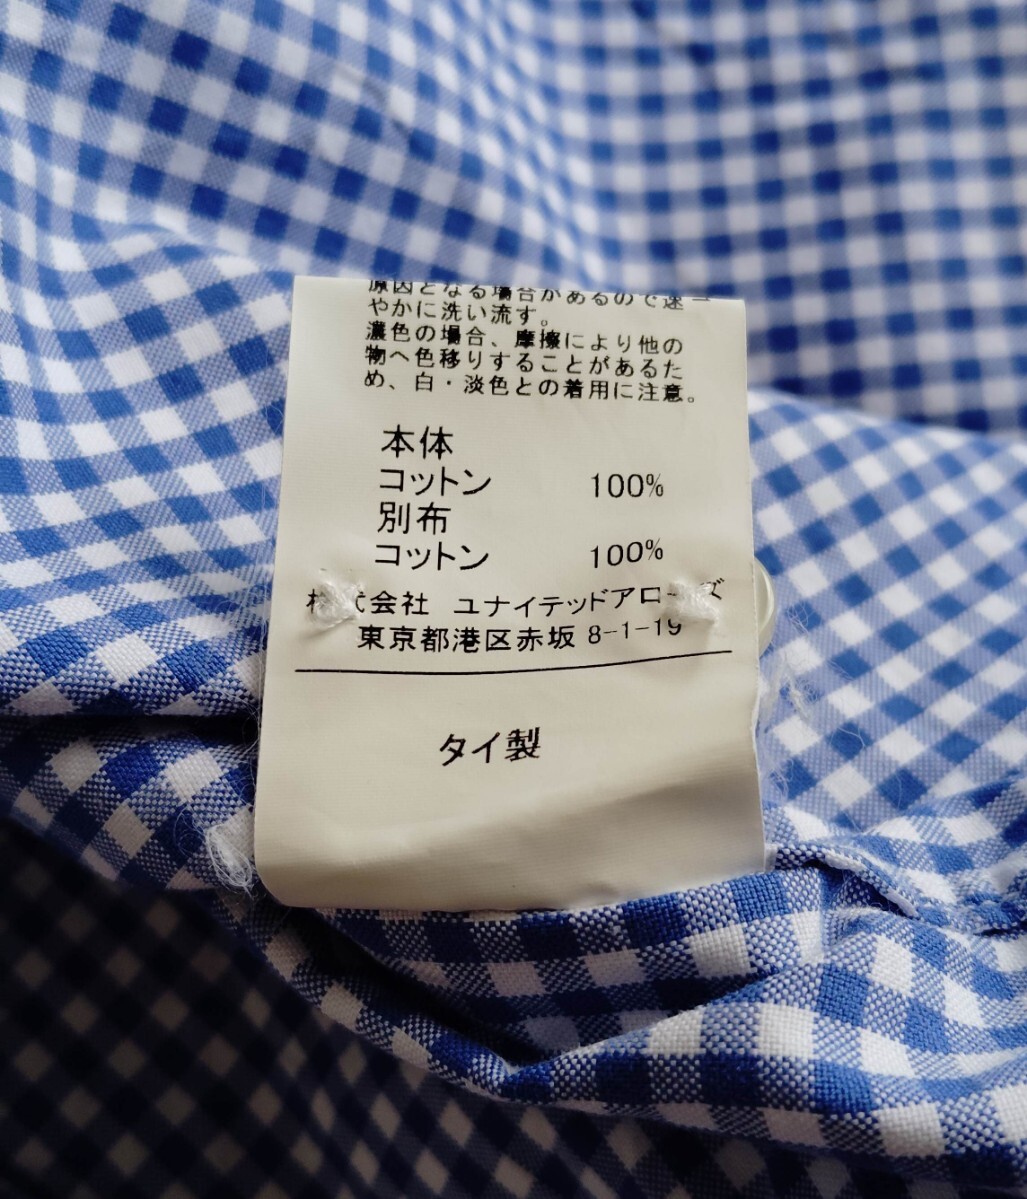 原因となる場合があるので速
やかに洗い流す。
濃色の場合、摩擦により他の
物へ色移りすることがあるた
め、白・淡色との着用に注意。
本体
コットン 100%
別布
コットン 100%
株式会社 ユナイテッドアローズ
東京都港区赤坂 8-1-19
タイ製